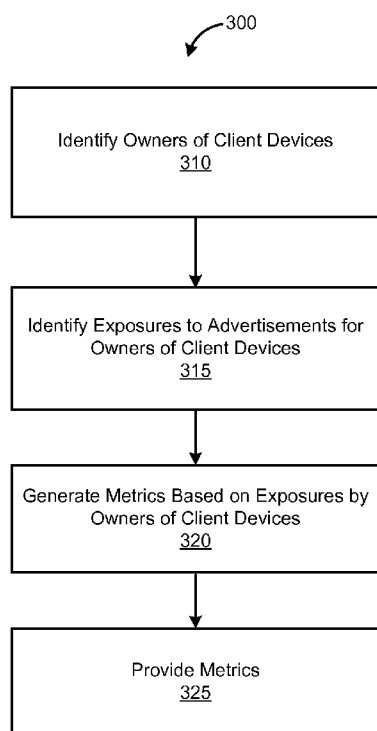 300
Identify Owners of Client Devices
310
Identify Exposures to Advertisements for
Owners of Client Devices
315
Generate Metrics Based on Exposures by
Owners of Client Devices
320
Provide Metrics
325